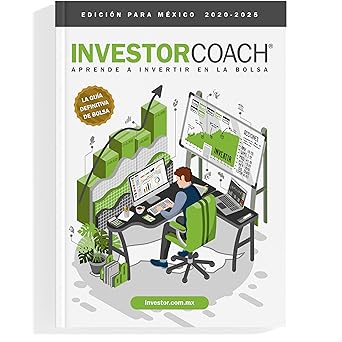 EDICIÓN PARA MÉXICO 2020-2025
INVESTORCOACH®
APRENDE A INVERTIR EN LA BOLSA
LA GUÍA
DEFINITIVA
DE BOLSA
INVERTIR
investor.com.mx